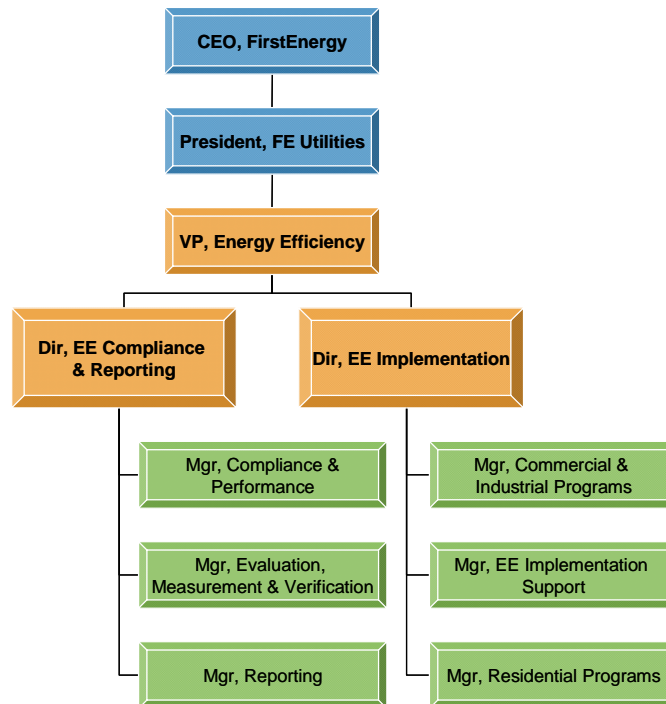 CEO, FirstEnergy
President, FE Utilities
VP, Energy Efficiency
Dir, EE Compliance
& Reporting
Dir, EE Implementation
Mgr, Compliance &
Performance
Mgr, Commercial &
Industrial Programs
Mgr, Evaluation,
Measurement & Verification
Mgr, EE Implementation
Support
Mgr, Reporting
Mgr, Residential Programs